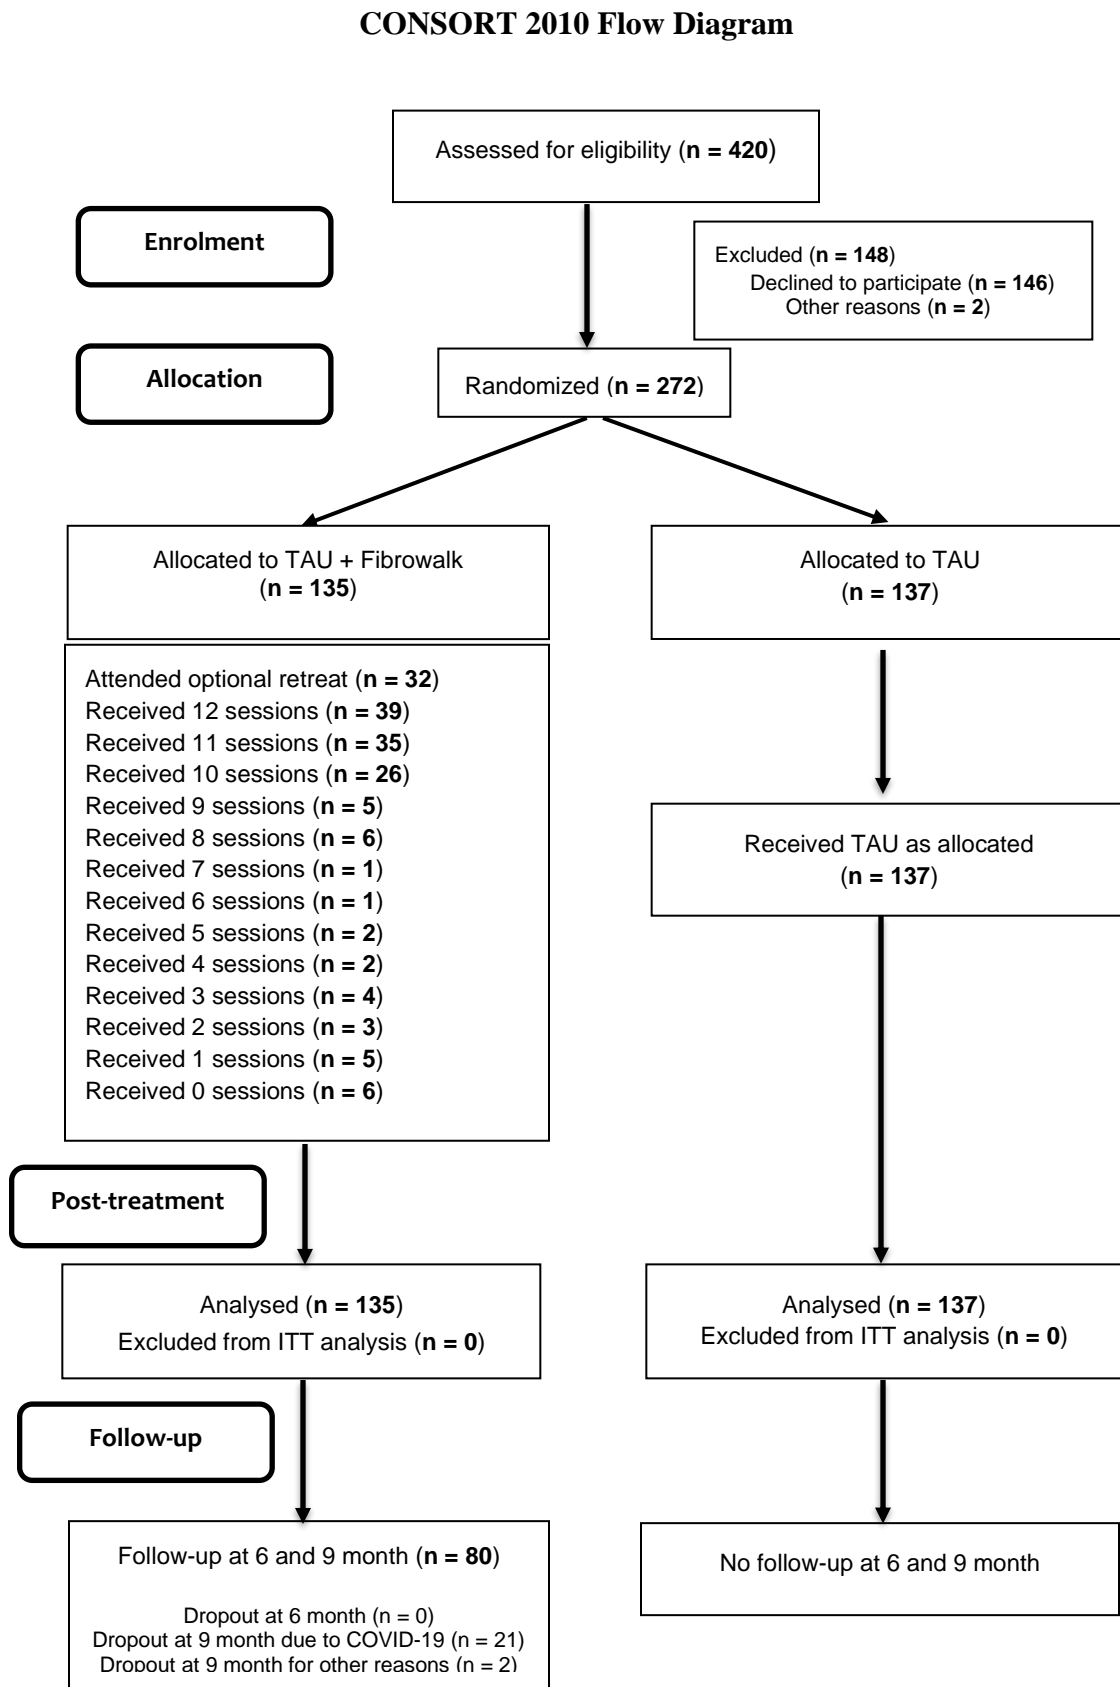 CONSORT 2010 Flow Diagram
Assessed for eligibility (n = 420)
Enrolment
Excluded (n = 148)
Declined to participate (n = 146)
Other reasons (n = 2)
Allocation
Randomized (n = 272)
Allocated to TAU + Fibrowalk
(n = 135)
Allocated to TAU
(n = 137)
Attended optional retreat (n = 32)
Received 12 sessions (n = 39)
Received 11 sessions (n = 35)
Received 10 sessions (n = 26)
Received 9 sessions (n = 5)
Received 8 sessions (n = 6)
Received 7 sessions (n = 1)
Received 6 sessions (n = 1)
Received 5 sessions (n = 2)
Received 4 sessions (n = 2)
Received 3 sessions (n = 4)
Received 2 sessions (n = 3)
Received 1 sessions (n = 5)
Received 0 sessions (n = 6)
Received TAU as allocated
(n = 137)
Post-treatment
Analysed (n = 135)
Excluded from ITT analysis (n = 0)
Analysed (n = 137)
Excluded from ITT analysis (n = 0)
Follow-up
Follow-up at 6 and 9 month (n = 80)
Dropout at 6 month (n = 0)
Dropout at 9 month due to COVID-19 (n = 21)
Dropout at 9 month for other reasons (n = 2)
No follow-up at 6 and 9 month